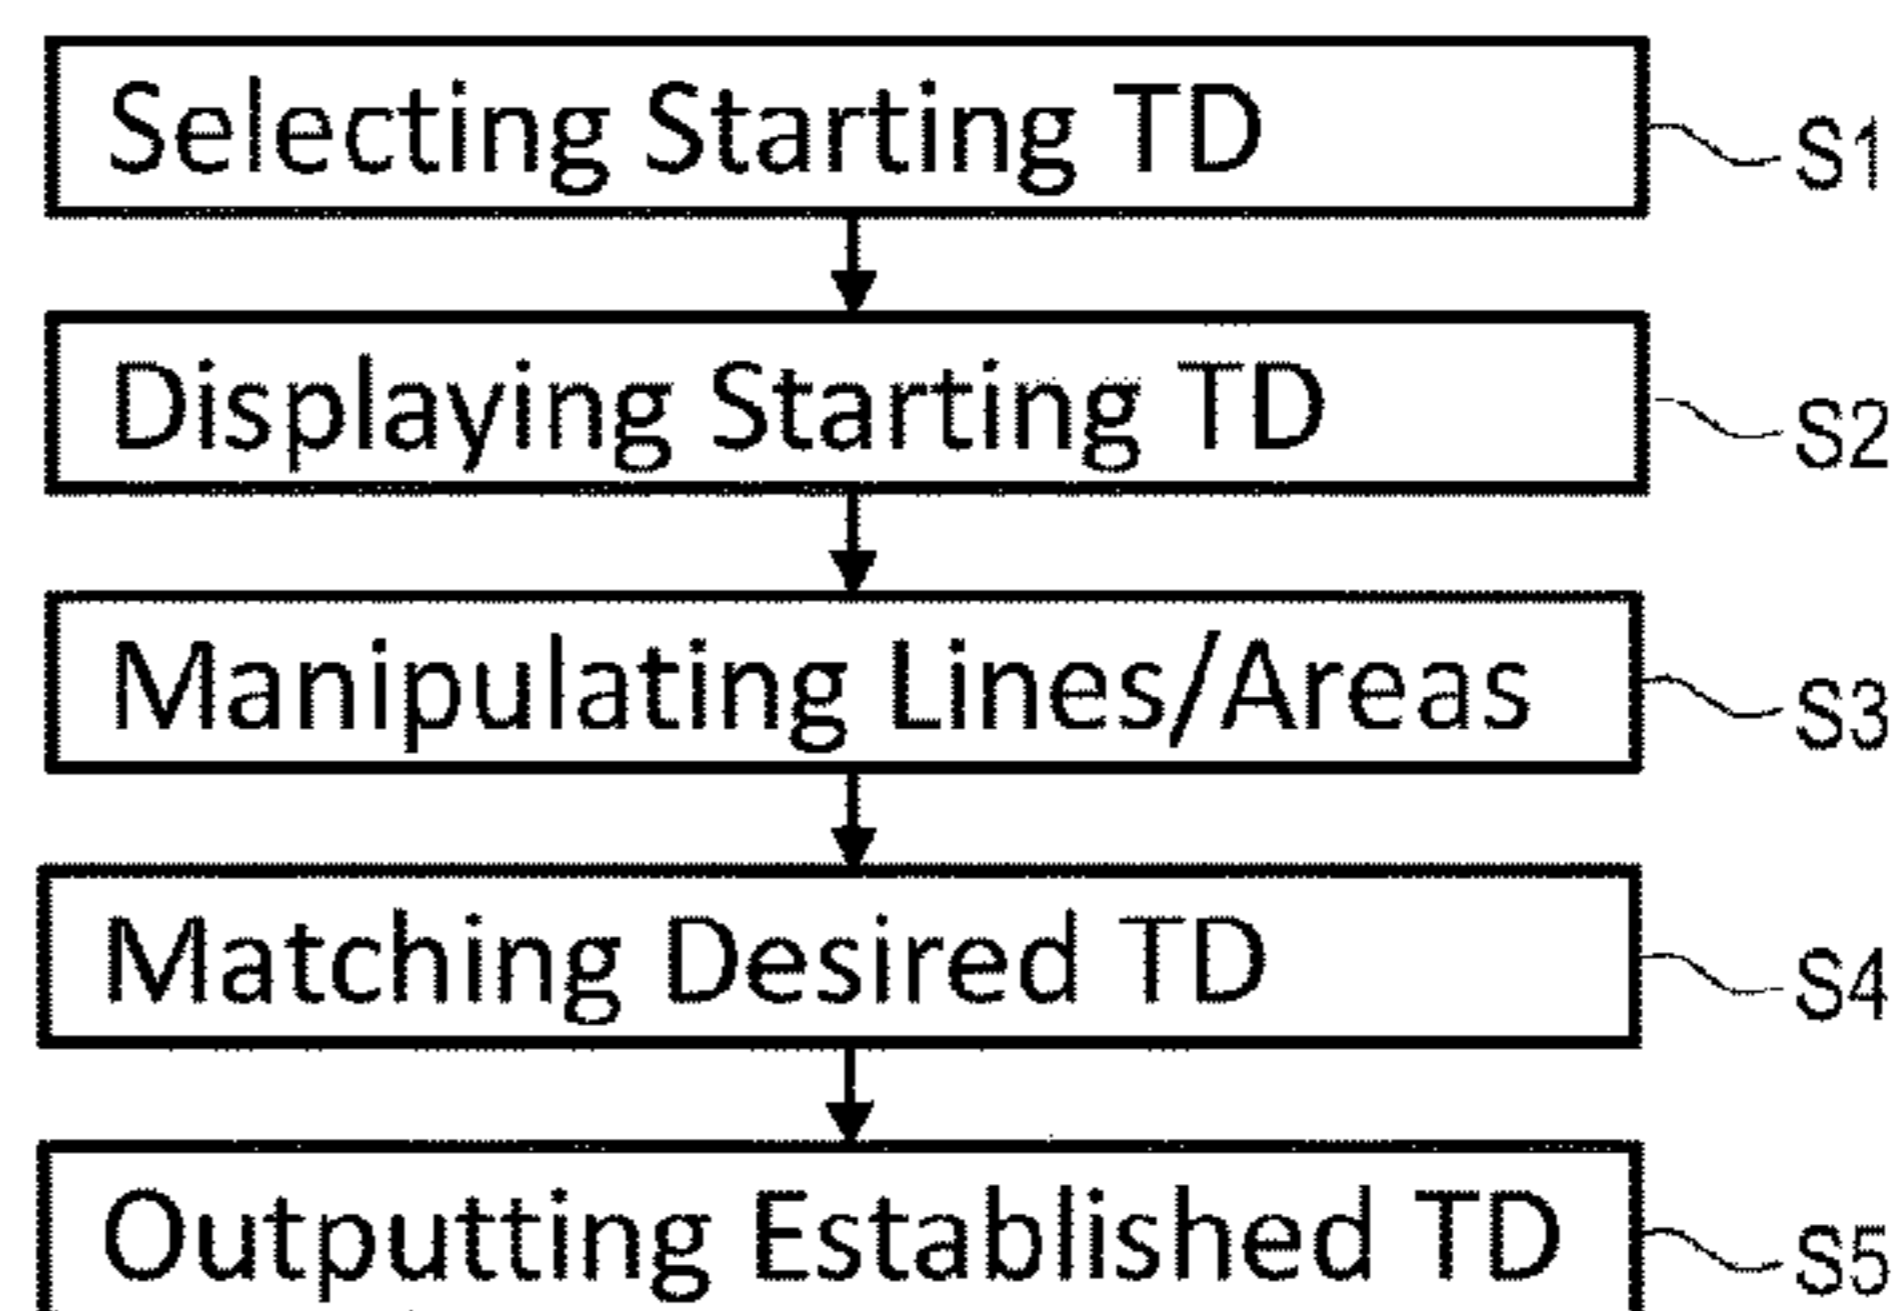 Selecting Starting TD S1
Displaying Starting TD S2
Manipulating Lines/Areas S3
Matching Desired TD S4
Outputting Established TD S5